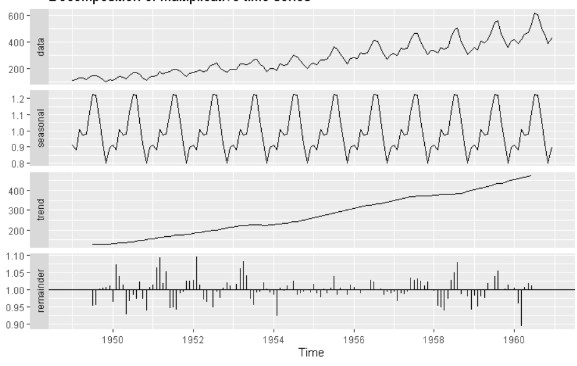 Decomposition of multiplicative time series
600
400
200
data
1.2
1.1
1.0
0.9
0.8
seasonal
400
300
200
trend
1.10
1.05
1.00
0.95
0.90
remainder
1950 1952 1954 1956 1958 1960
Time